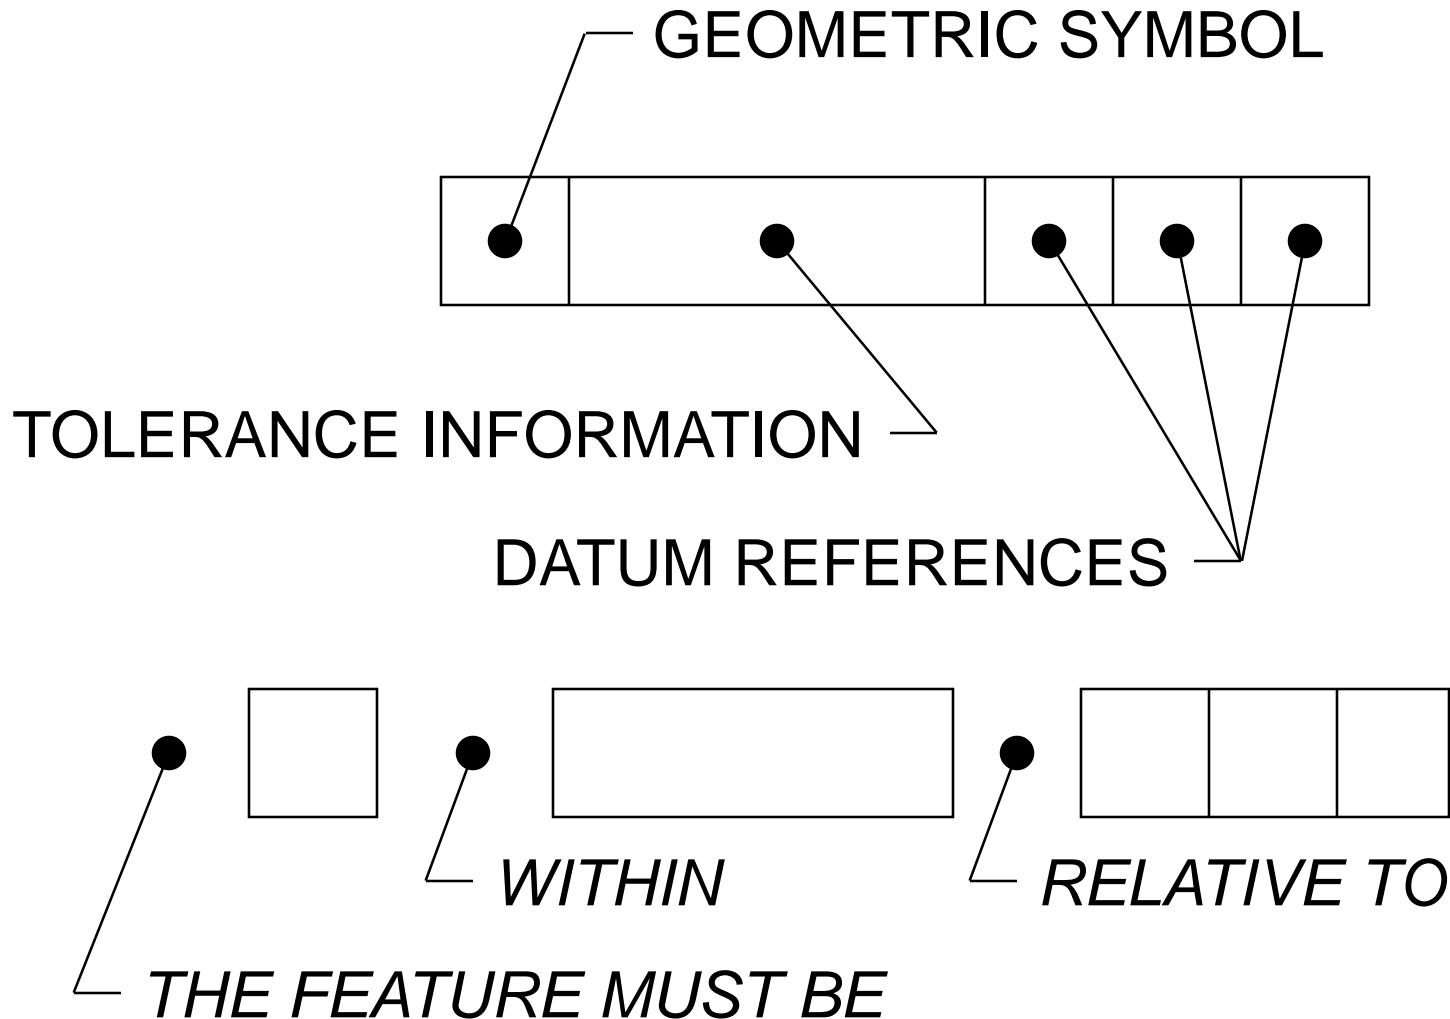 GEOMETRIC SYMBOL
TOLERANCE INFORMATION
DATUM REFERENCES
WITHIN
RELATIVE TO
THE FEATURE MUST BE